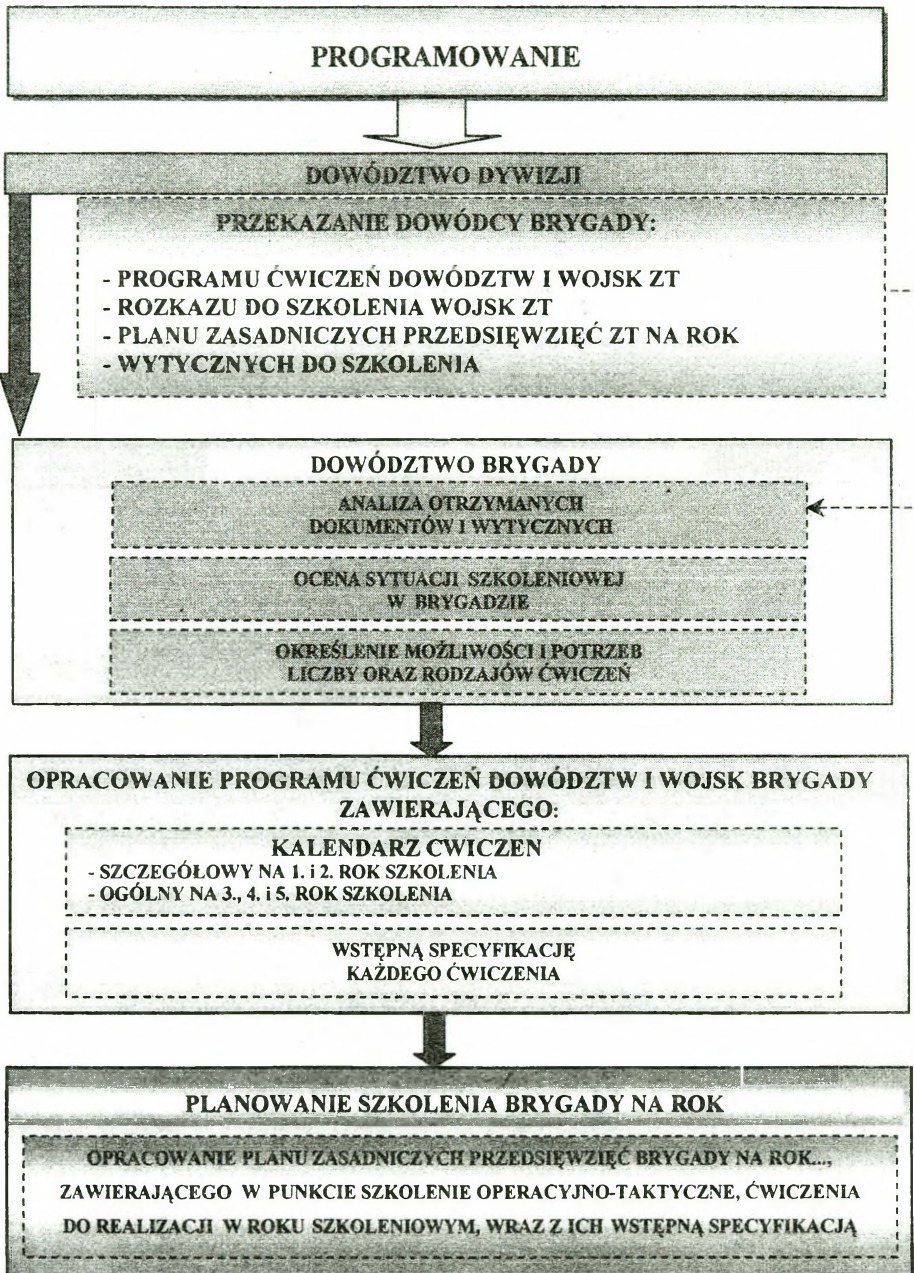 PROGRAMOWANIE
DOWÓDZTWO DYWIZJI
PRZEKAZANIE DOWÓDCY BRYGADY:
- PROGRAMU ĆWICZEŃ DOWÓDZTW I WOJSK ZT
- ROZKAZU DO SZKOLENIA WOJSK ZT
- PLANU ZASADNICZYCH PRZEDSIĘWZIĘĆ ZT NA ROK
- WYTYCZNYCH DO SZKOLENIA
DOWÓDZTWO BRYGADY
ANALIZA OTRZYMANYCH
DOKUMENTÓW I WYTYCZNYCH
OCENA SYTUACJI SZKOLENIOWEJ
W BRYGADZIE
OKREŚLENIE MOŻLIWOŚCI I POTRZEB
LICZBY ORAZ RODZAJÓW ĆWICZEŃ
OPRACOWANIE PROGRAMU ĆWICZEŃ DOWÓDZTW I WOJSK BRYGADY
ZAWIERAJĄCEGO:
KALENDARZ CWICZEN
- SZCZEGÓŁOWY NA 1. i 2. ROK SZKOLENIA
- OGÓLNY NA 3., 4. i 5. ROK SZKOLENIA
WSTĘPNĄ SPECYFIKACJĘ
KAŻDEGO ĆWICZENIA
PLANOWANIE SZKOLENIA BRYGADY NA ROK
OPRACOWANIE PLANU ZASADNICZYCH PRZEDSIĘWZIĘĆ BRYGADY NA ROK...,
ZAWIERAJĄCEGO W PUNKCIE SZKOLENIE OPERACYJNO-TAKTYCZNE, ĆWICZENIA
DO REALIZACJI W ROKU SZKOLENIOWYM, WRAZ Z ICH WSTĘPNĄ SPECYFIKACJĄ